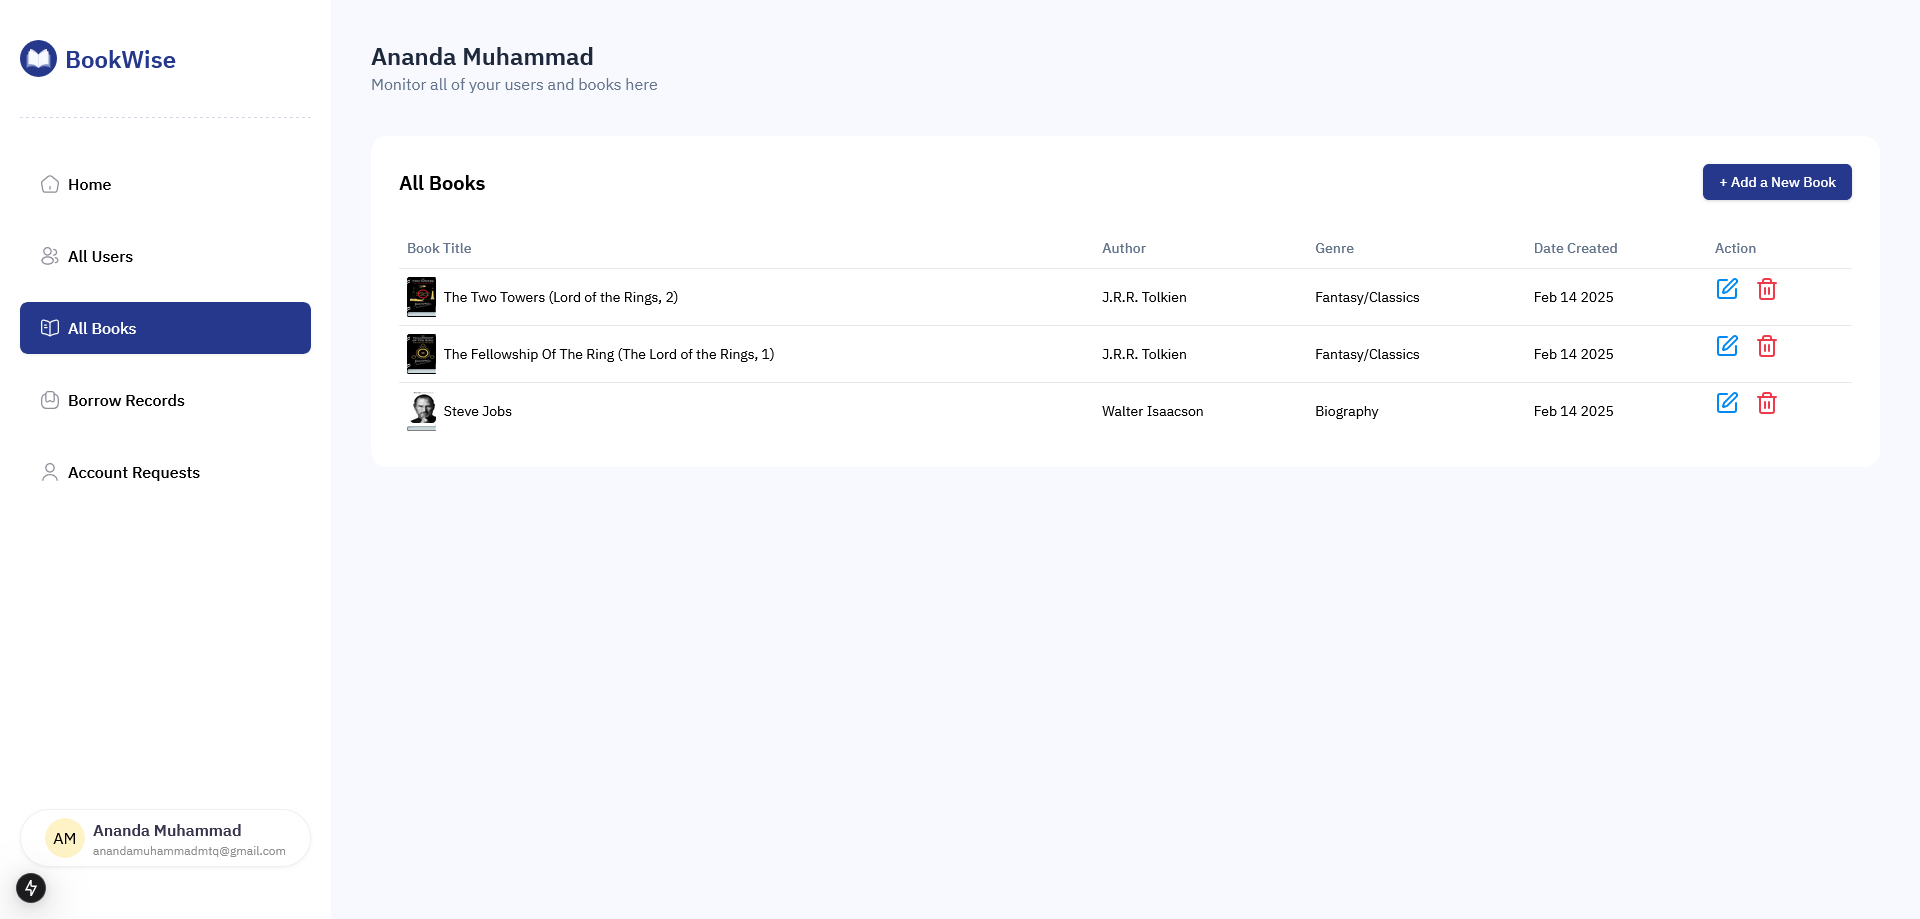 BookWise
Home
All Users
All Books
Borrow Records
Account Requests
AM
Ananda Muhammad
anandamuhammadmtq@gmail.com
Ananda Muhammad
Monitor all of your users and books here
All Books
+ Add a New Book
Book Title Author Genre Date Created Action
The Two Towers (Lord of the Rings, 2) J.R.R. Tolkien Fantasy/Classics Feb 14 2025
The Fellowship Of The Ring (The Lord of the Rings, 1) J.R.R. Tolkien Fantasy/Classics Feb 14 2025
Steve Jobs Walter Isaacson Biography Feb 14 2025